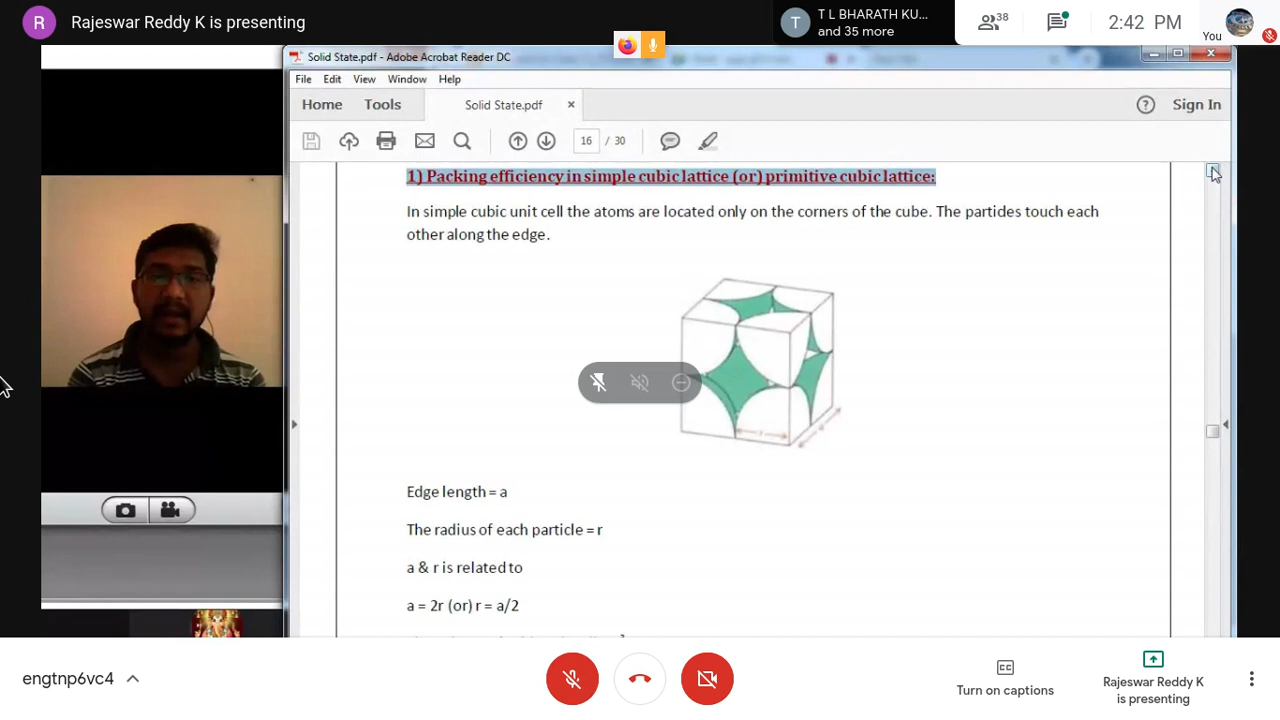 R Rajeswar Reddy K is presenting
T T L BHARATH KU...
and 35 more
38
2:42 PM
You
Solid State.pdf - Adobe Acrobat Reader DC
File Edit View Window Help
Home Tools Solid State.pdf × ? Sign In
16 / 30
1) Packing efficiency in simple cubic lattice (or) primitive cubic lattice:
In simple cubic unit cell the atoms are located only on the corners of the cube. The partides touch each
other along the edge.
Edge length = a
The radius of each particle = r
a & r is related to
a = 2r (or) r = a/2
engtnp6vc4
CC
Turn on captions
Rajeswar Reddy K
is presenting